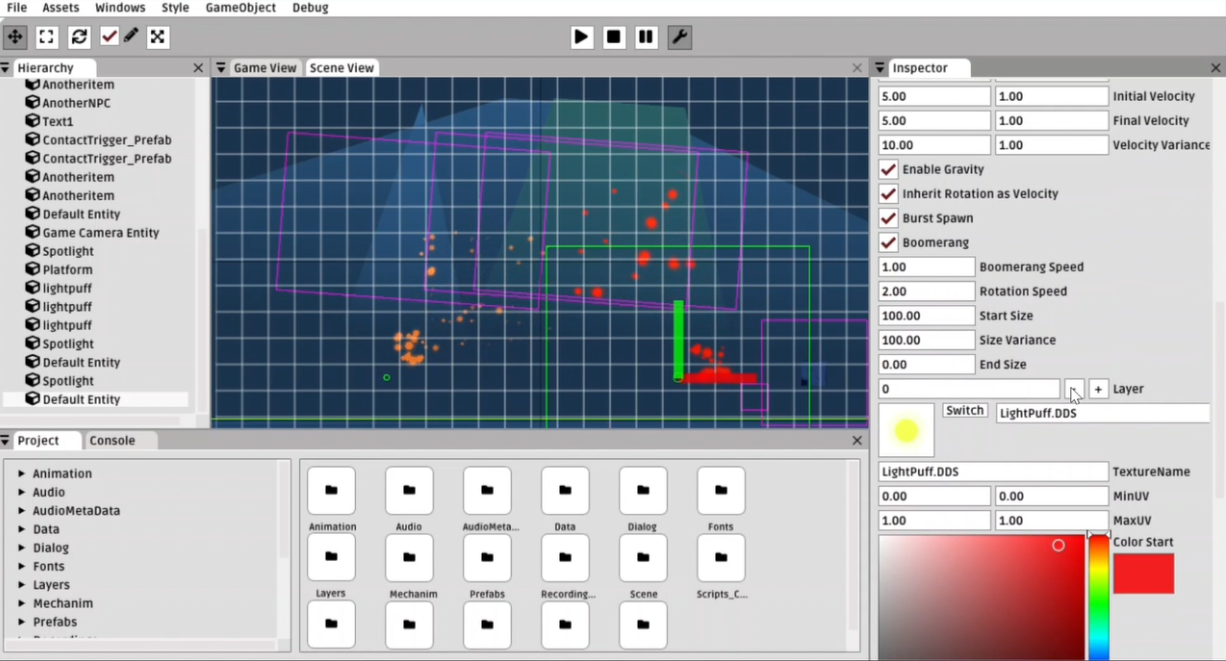 File Assets Windows Style GameObject Debug
Hierarchy
Anotheritem
AnotherNPC
Text1
ContactTrigger_Prefab
ContactTrigger_Prefab
Anotheritem
Anotheritem
Default Entity
Game Camera Entity
Spotlight
Platform
lightpuff
lightpuff
lightpuff
Spotlight
Default Entity
Spotlight
Default Entity
Game View Scene View
Inspector
5.00 1.00 Initial Velocity
5.00 1.00 Final Velocity
10.00 1.00 Velocity Variance
Enable Gravity
Inherit Rotation as Velocity
Burst Spawn
Boomerang
1.00 Boomerang Speed
2.00 Rotation Speed
100.00 Start Size
100.00 Size Variance
0.00 End Size
0 - + Layer
Switch LightPuff.DDS
LightPuff.DDS TextureName
0.00 0.00 MinUV
1.00 1.00 MaxUV
Color Start
Project Console
Animation
Audio
AudioMetaData
Data
Dialog
Fonts
Layers
Mechanim
Prefabs
Animation Audio AudioMeta... Data Dialog Fonts
Layers Mechanim Prefabs Recording... Scene Scripts_C...